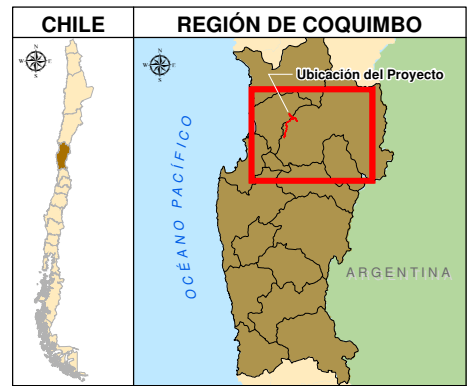 CHILE
REGIÓN DE COQUIMBO
N
W
E
S
N
W
E
S
Ubicación del Proyecto
OCÉANO PACÍFICO
ARGENTINA